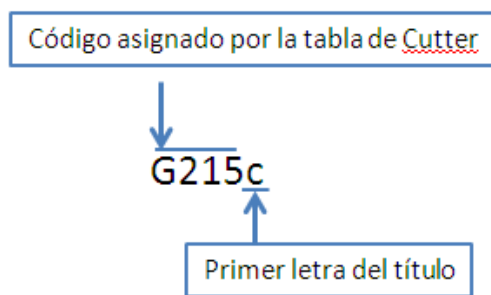 Código asignado por la tabla de Cutter
G215c
Primer letra del título